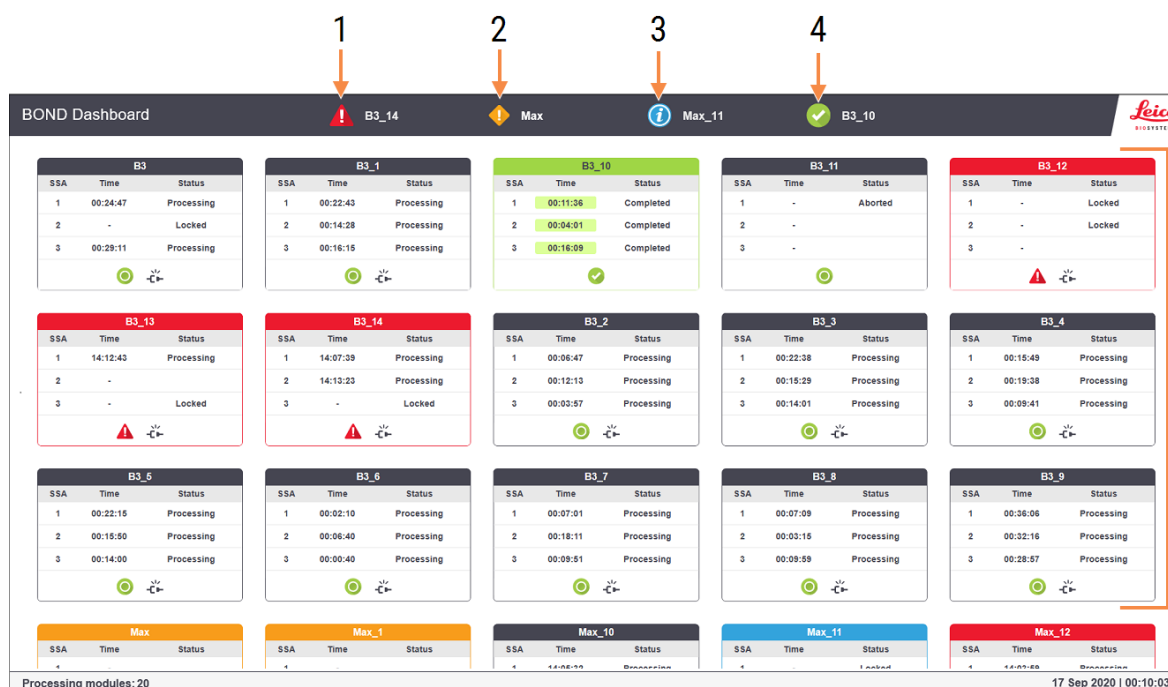 1 2 3 4
BOND Dashboard B3_14 Max Max_11 B3_10
B3 B3_1 B3_10 B3_11 B3_12
SSA Time Status SSA Time Status SSA Time Status SSA Time Status SSA Time Status
1 00:24:47 Processing 1 00:22:43 Processing 1 00:11:36 Completed 1 - Aborted 1 - Locked
2 - Locked 2 00:14:28 Processing 2 00:04:01 Completed 2 - 2 - Locked
3 00:29:11 Processing 3 00:16:15 Processing 3 00:16:09 Completed 3 - 3 -
B3_13 B3_14 B3_2 B3_3 B3_4
SSA Time Status SSA Time Status SSA Time Status SSA Time Status SSA Time Status
1 14:12:43 Processing 1 14:07:39 Processing 1 00:06:47 Processing 1 00:22:38 Processing 1 00:15:49 Processing
2 - 2 14:13:23 Processing 2 00:12:13 Processing 2 00:15:29 Processing 2 00:19:38 Processing
3 - Locked 3 - Locked 3 00:03:57 Processing 3 00:14:01 Processing 3 00:09:41 Processing
B3_5 B3_6 B3_7 B3_8 B3_9
SSA Time Status SSA Time Status SSA Time Status SSA Time Status SSA Time Status
1 00:22:15 Processing 1 00:02:10 Processing 1 00:07:01 Processing 1 00:07:09 Processing 1 00:36:06 Processing
2 00:15:50 Processing 2 00:06:40 Processing 2 00:18:11 Processing 2 00:03:15 Processing 2 00:32:16 Processing
3 00:14:00 Processing 3 00:00:40 Processing 3 00:09:51 Processing 3 00:09:59 Processing 3 00:28:57 Processing
Max Max_1 Max_10 Max_11 Max_12
SSA Time Status SSA Time Status SSA Time Status SSA Time Status SSA Time Status
Processing modules: 20 17 Sep 2020 | 00:10:03